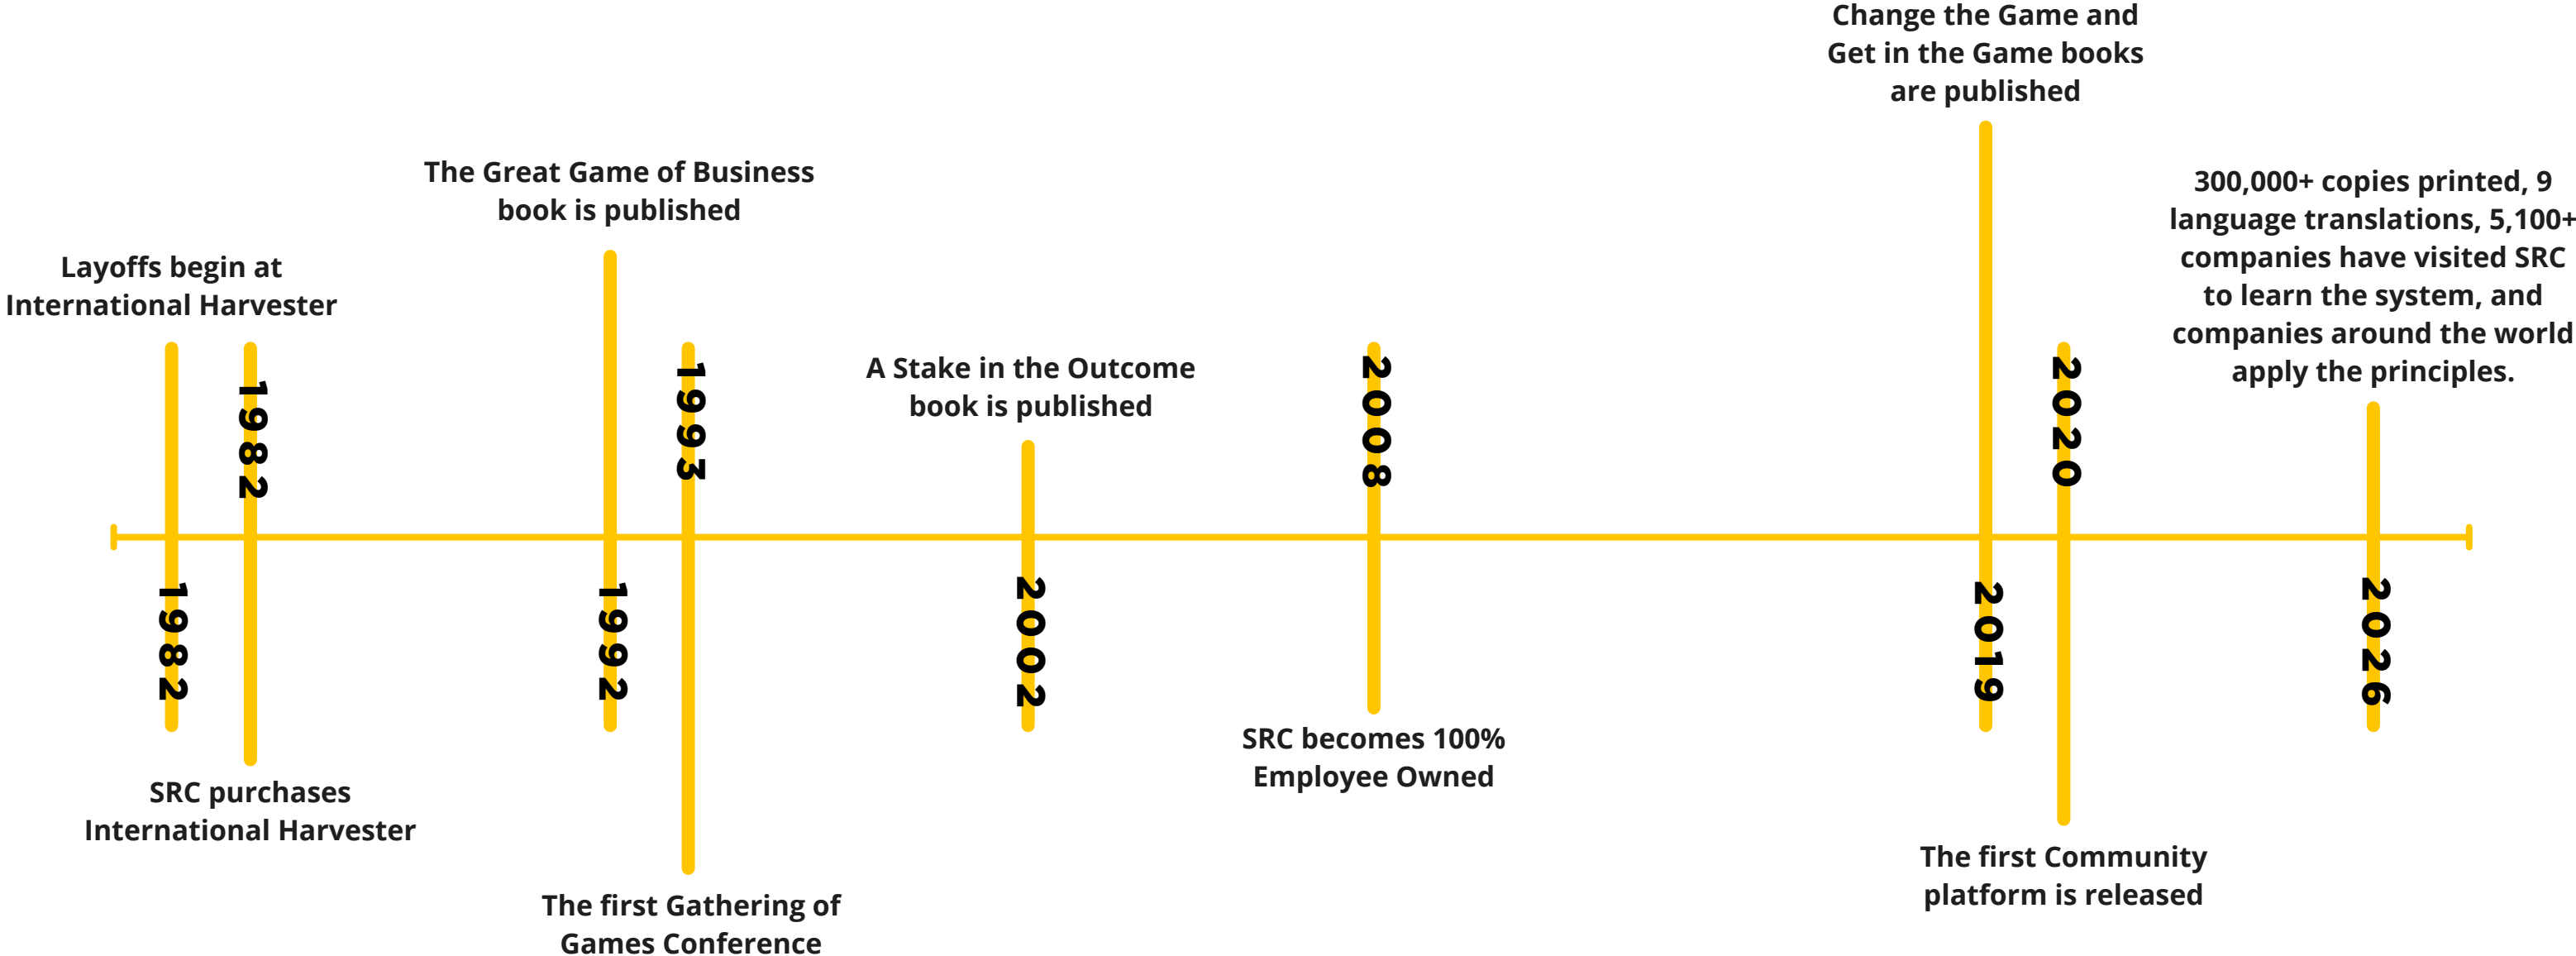 Layoffs begin at
International Harvester
1982
1982
SRC purchases
International Harvester
The Great Game of Business
book is published
1992
1993
The first Gathering of
Games Conference
A Stake in the Outcome
book is published
2002
2008
SRC becomes 100%
Employee Owned
Change the Game and
Get in the Game books
are published
2019
2020
The first Community
platform is released
300,000+ copies printed, 9
language translations, 5,100+
companies have visited SRC
to learn the system, and
companies around the world
apply the principles.
2026